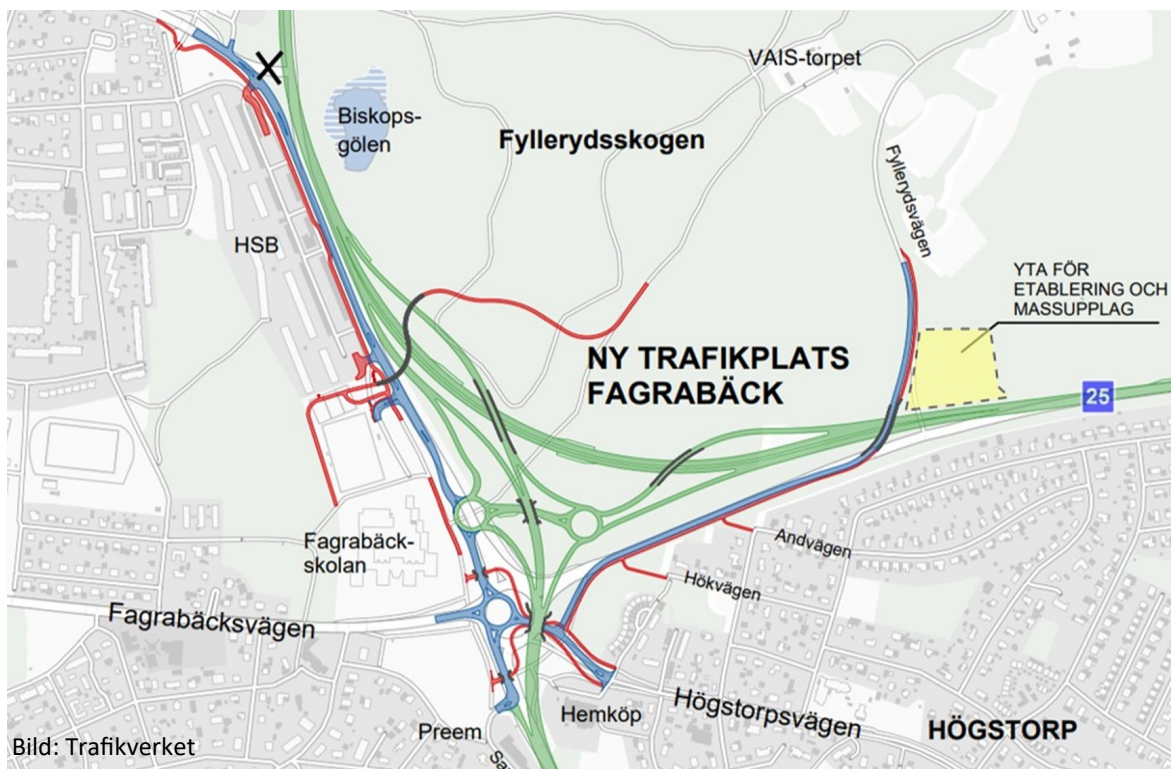 VAIS-torpet
Biskops-
gölen
Fyllerydsskogen
Fyllerydsvägen
HSB
YTA FÖR
ETABLERING OCH
MASSUPPLAG
NY TRAFIKPLATS
FAGRABÄCK
25
Fagrabäck-
skolan
Andvägen
Hökvägen
Fagrabäcksvägen
Högstorpsvägen
Hemköp
HÖGSTORP
Preem
Bild: Trafikverket